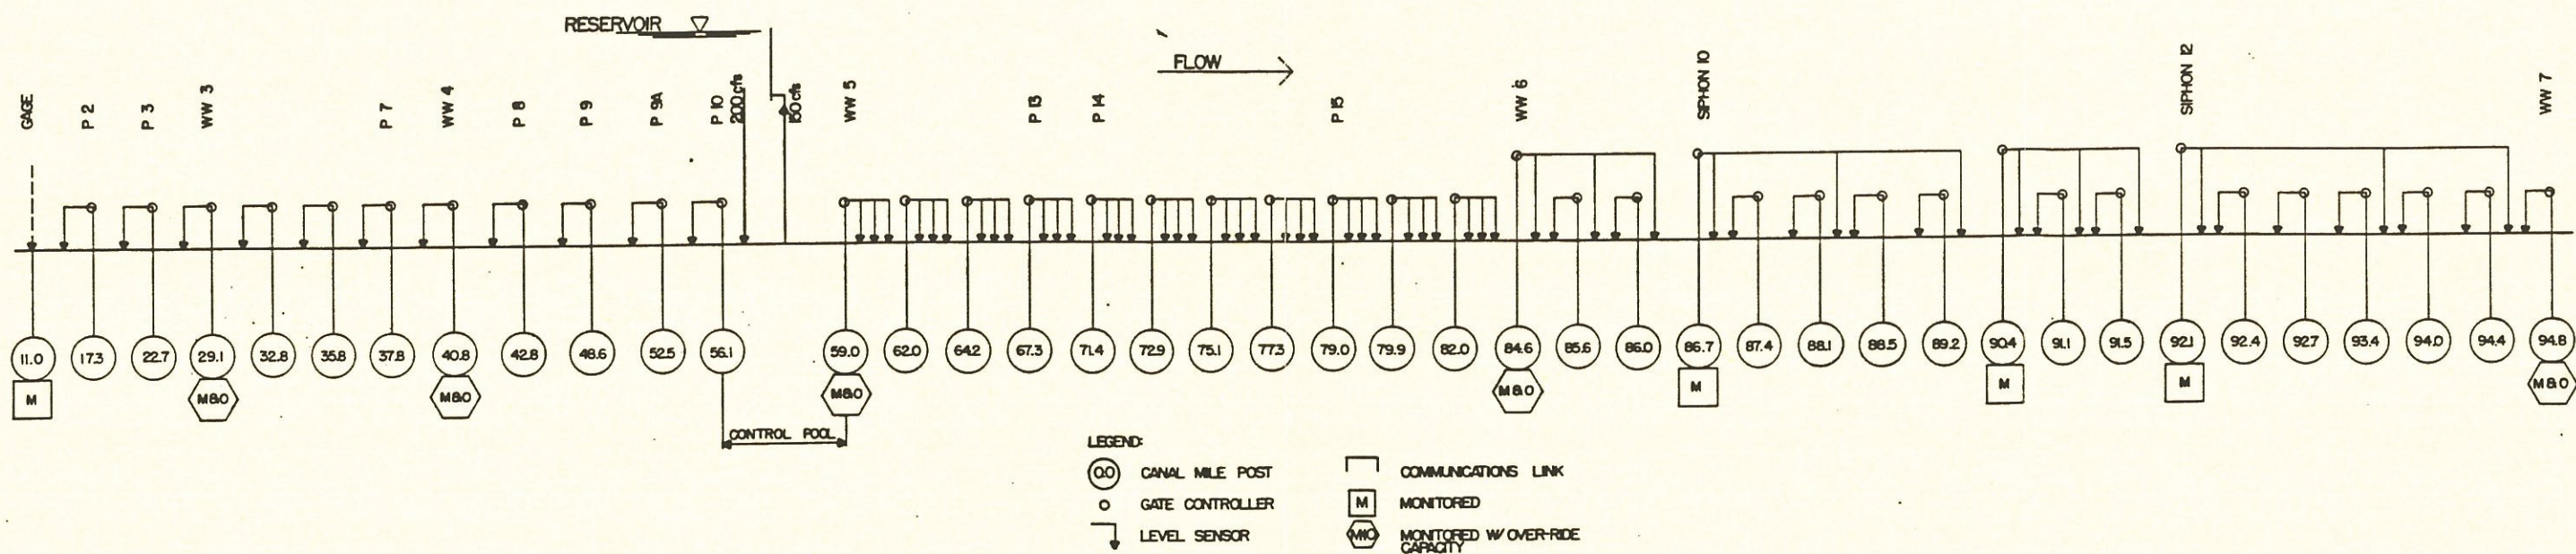 RESERVOIR
FLOW
GAGE
P 2
P 3
WW 3
P 7
WW 4
P 8
P 9
P 9A
P 10
200 cfs
150 cfs
WW 5
P 13
P 14
P 15
WW 6
SIPHON 10
SIPHON 12
WW 7
11.0
17.3
22.7
29.1
32.8
35.8
37.8
40.8
42.8
48.6
52.5
56.1
59.0
62.0
64.2
67.3
71.4
72.9
75.1
77.3
79.0
79.9
82.0
84.6
85.6
86.0
86.7
87.4
88.1
88.5
89.2
90.4
91.1
91.5
92.1
92.4
92.7
93.4
94.0
94.4
94.8
M
M&O
M&O
M&O
M&O
M
M
M
M&O
CONTROL POOL
LEGEND:
0.0 CANAL MILE POST
GATE CONTROLLER
LEVEL SENSOR
COMMUNICATIONS LINK
M MONITORED
M&O MONITORED W/ OVER-RIDE
CAPACITY